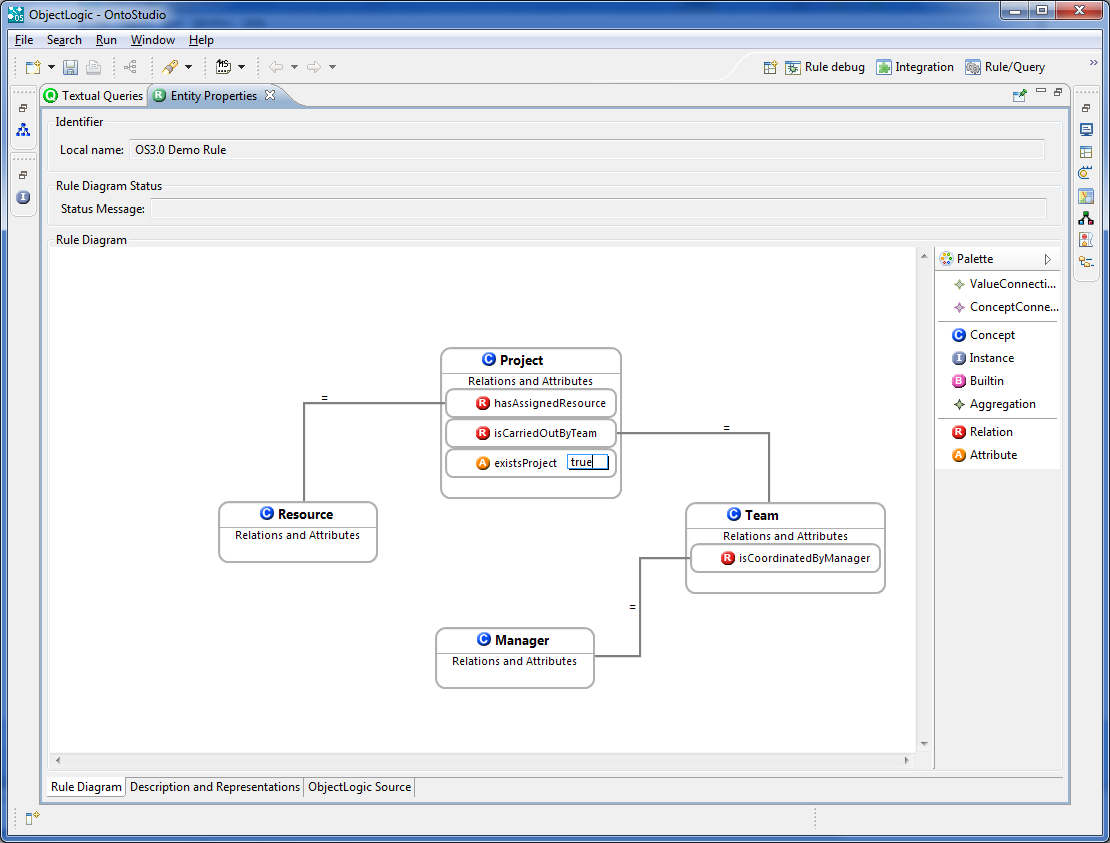 ObjectLogic - OntoStudio
File Search Run Window Help
Rule debug Integration Rule/Query »
Textual Queries Entity Properties
Identifier
Local name: OS3.0 Demo Rule
Rule Diagram Status
Status Message:
Rule Diagram
Palette
ValueConnecti...
ConceptConne...
C Concept
I Instance
B Builtin
Aggregation
R Relation
A Attribute
C Project
Relations and Attributes
R hasAssignedResource
R isCarriedOutByTeam
A existsProject true
=
=
C Resource
Relations and Attributes
C Team
Relations and Attributes
R isCoordinatedByManager
=
C Manager
Relations and Attributes
Rule Diagram Description and Representations ObjectLogic Source